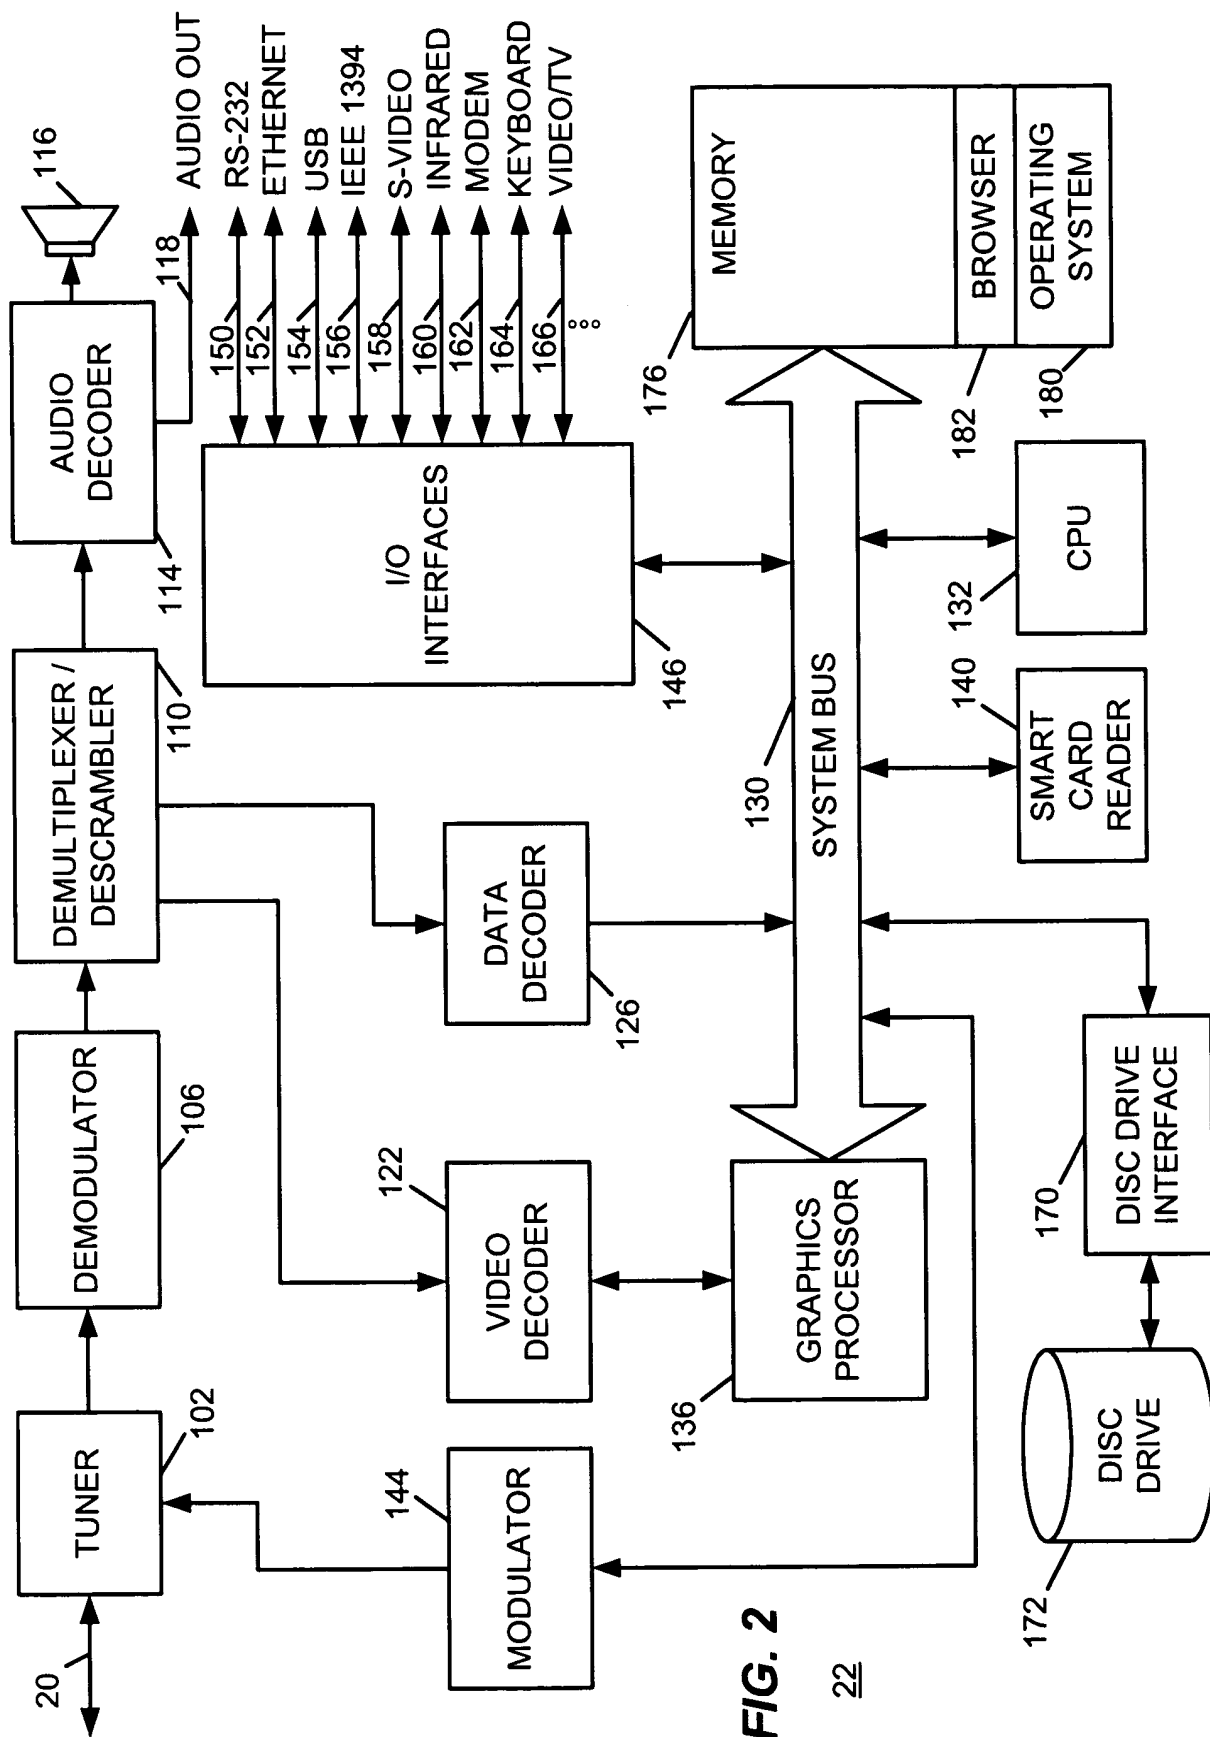 20
TUNER
102
DEMODULATOR
106
DEMULTIPLEXER /
DESCRAMBLER
110
AUDIO
DECODER
114
116
118
AUDIO OUT
MODULATOR
144
VIDEO
DECODER
122
DATA
DECODER
126
I/O
INTERFACES
146
150
RS-232
152
ETHERNET
154
USB
156
IEEE 1394
158
S-VIDEO
160
INFRARED
162
MODEM
164
KEYBOARD
166
VIDEO/TV
GRAPHICS
PROCESSOR
136
SYSTEM BUS
130
MEMORY
176
BROWSER
182
OPERATING
SYSTEM
180
DISC
DRIVE
172
DISC DRIVE
INTERFACE
170
SMART
CARD
READER
140
CPU
132
FIG. 2
22